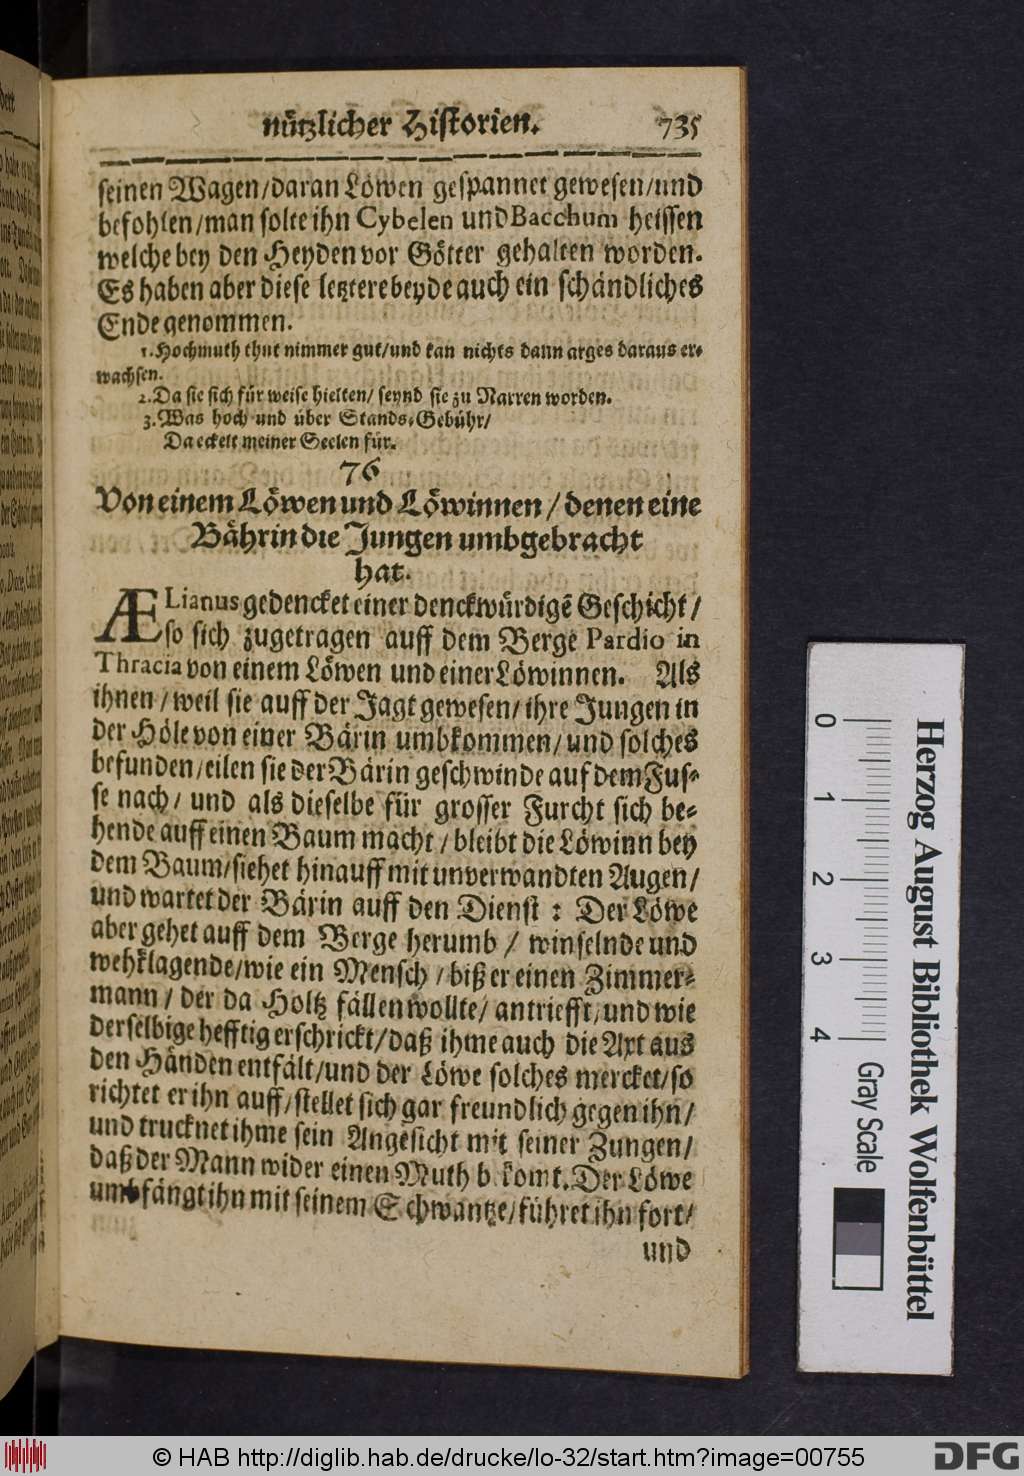 nützlicher Historien. 735
seinen Wagen/daran Löwen gespannet gewesen/und
befohlen/man solte ihn Cybelen und Bacchum heissen
welche bey den Heyden vor Götter gehalten worden.
Es haben aber diese letztere beyde auch ein schändliches
Ende genommen.
1. Hochmuth thut nimmer gut/und kan nichts dann arges daraus er-
wachsen.
2. Da sie sich für weise hielten/ seynd sie zu Narren worden.
3. Was hoch und über Stands-Gebühr/
Da eckelt meiner Seelen für.
76
Von einem Löwen und Löwinnen/denen eine
Bährin die Jungen umbgebracht
hat.
ÆLianus gedencket einer denckwürdigē Geschicht/
so sich zugetragen auff dem Berge Pardio in
Thracia von einem Löwen und einer Löwinnen. Als
ihnen/weil sie auff der Jagt gewesen/ihre Jungen in
der Höle von einer Bärin umbkommen/und solches
befunden/eilen sie der Bärin geschwinde auf dem Fus-
se nach/ und als dieselbe für grosser Furcht sich be-
hende auff einen Baum macht/bleibt die Löwinn bey
dem Baum/siehet hinauff mit unverwandten Augen/
und wartet der Bärin auff den Dienst: Der Löwe
aber gehet auff dem Berge herumb/ winselnde und
wehklagende/wie ein Mensch/biß er einen Zimmer-
mann/ der da Holtz fällen wollte/antriefft/und wie
derselbige hefftig erschrickt/daß ihme auch die Axt aus
den Händen entfält/und der Löwe solches mercket/so
richtet er ihn auff/stellet sich gar freundlich gegen ihn/
und trucknet ihme sein Angesicht mit seiner Zungen/
daß der Mann wider einen Muth b komt. Der Löwe
umbfängt ihn mit seinem Schwantze/führet ihn fort/
und
0 1 2 3 4 Gray Scale
Herzog August Bibliothek Wolfenbüttel
© HAB http://diglib.hab.de/drucke/lo-32/start.htm?image=00755
DFG